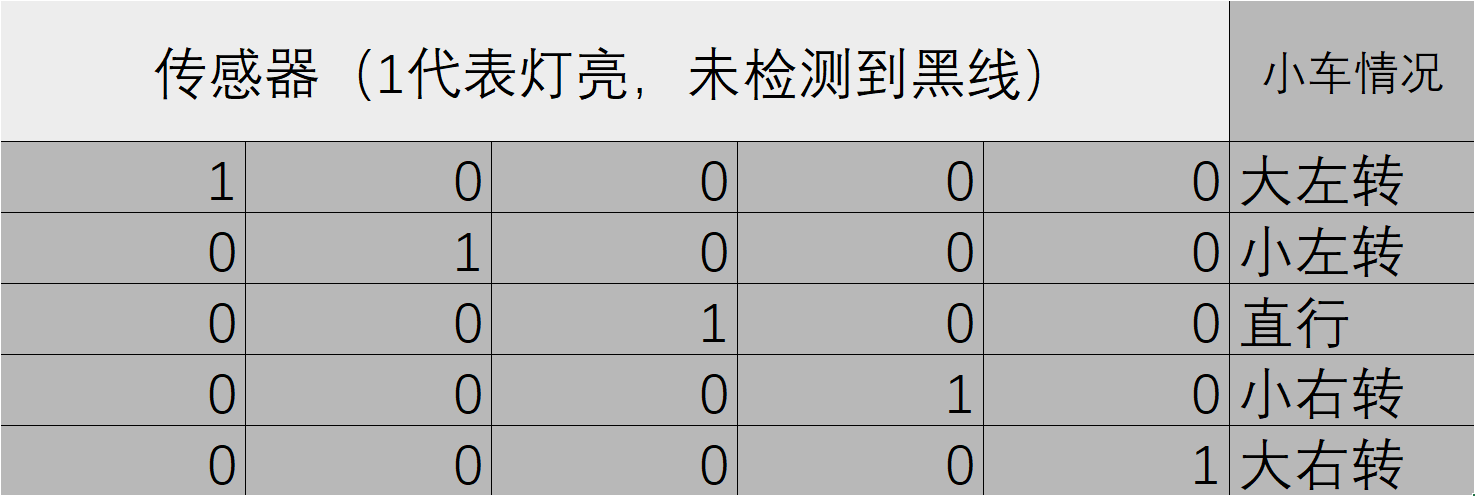 传感器（1代表灯亮，未检测到黑线） 小车情况
1 0 0 0 0 大左转
0 1 0 0 0 小左转
0 0 1 0 0 直行
0 0 0 1 0 小右转
0 0 0 0 1 大右转